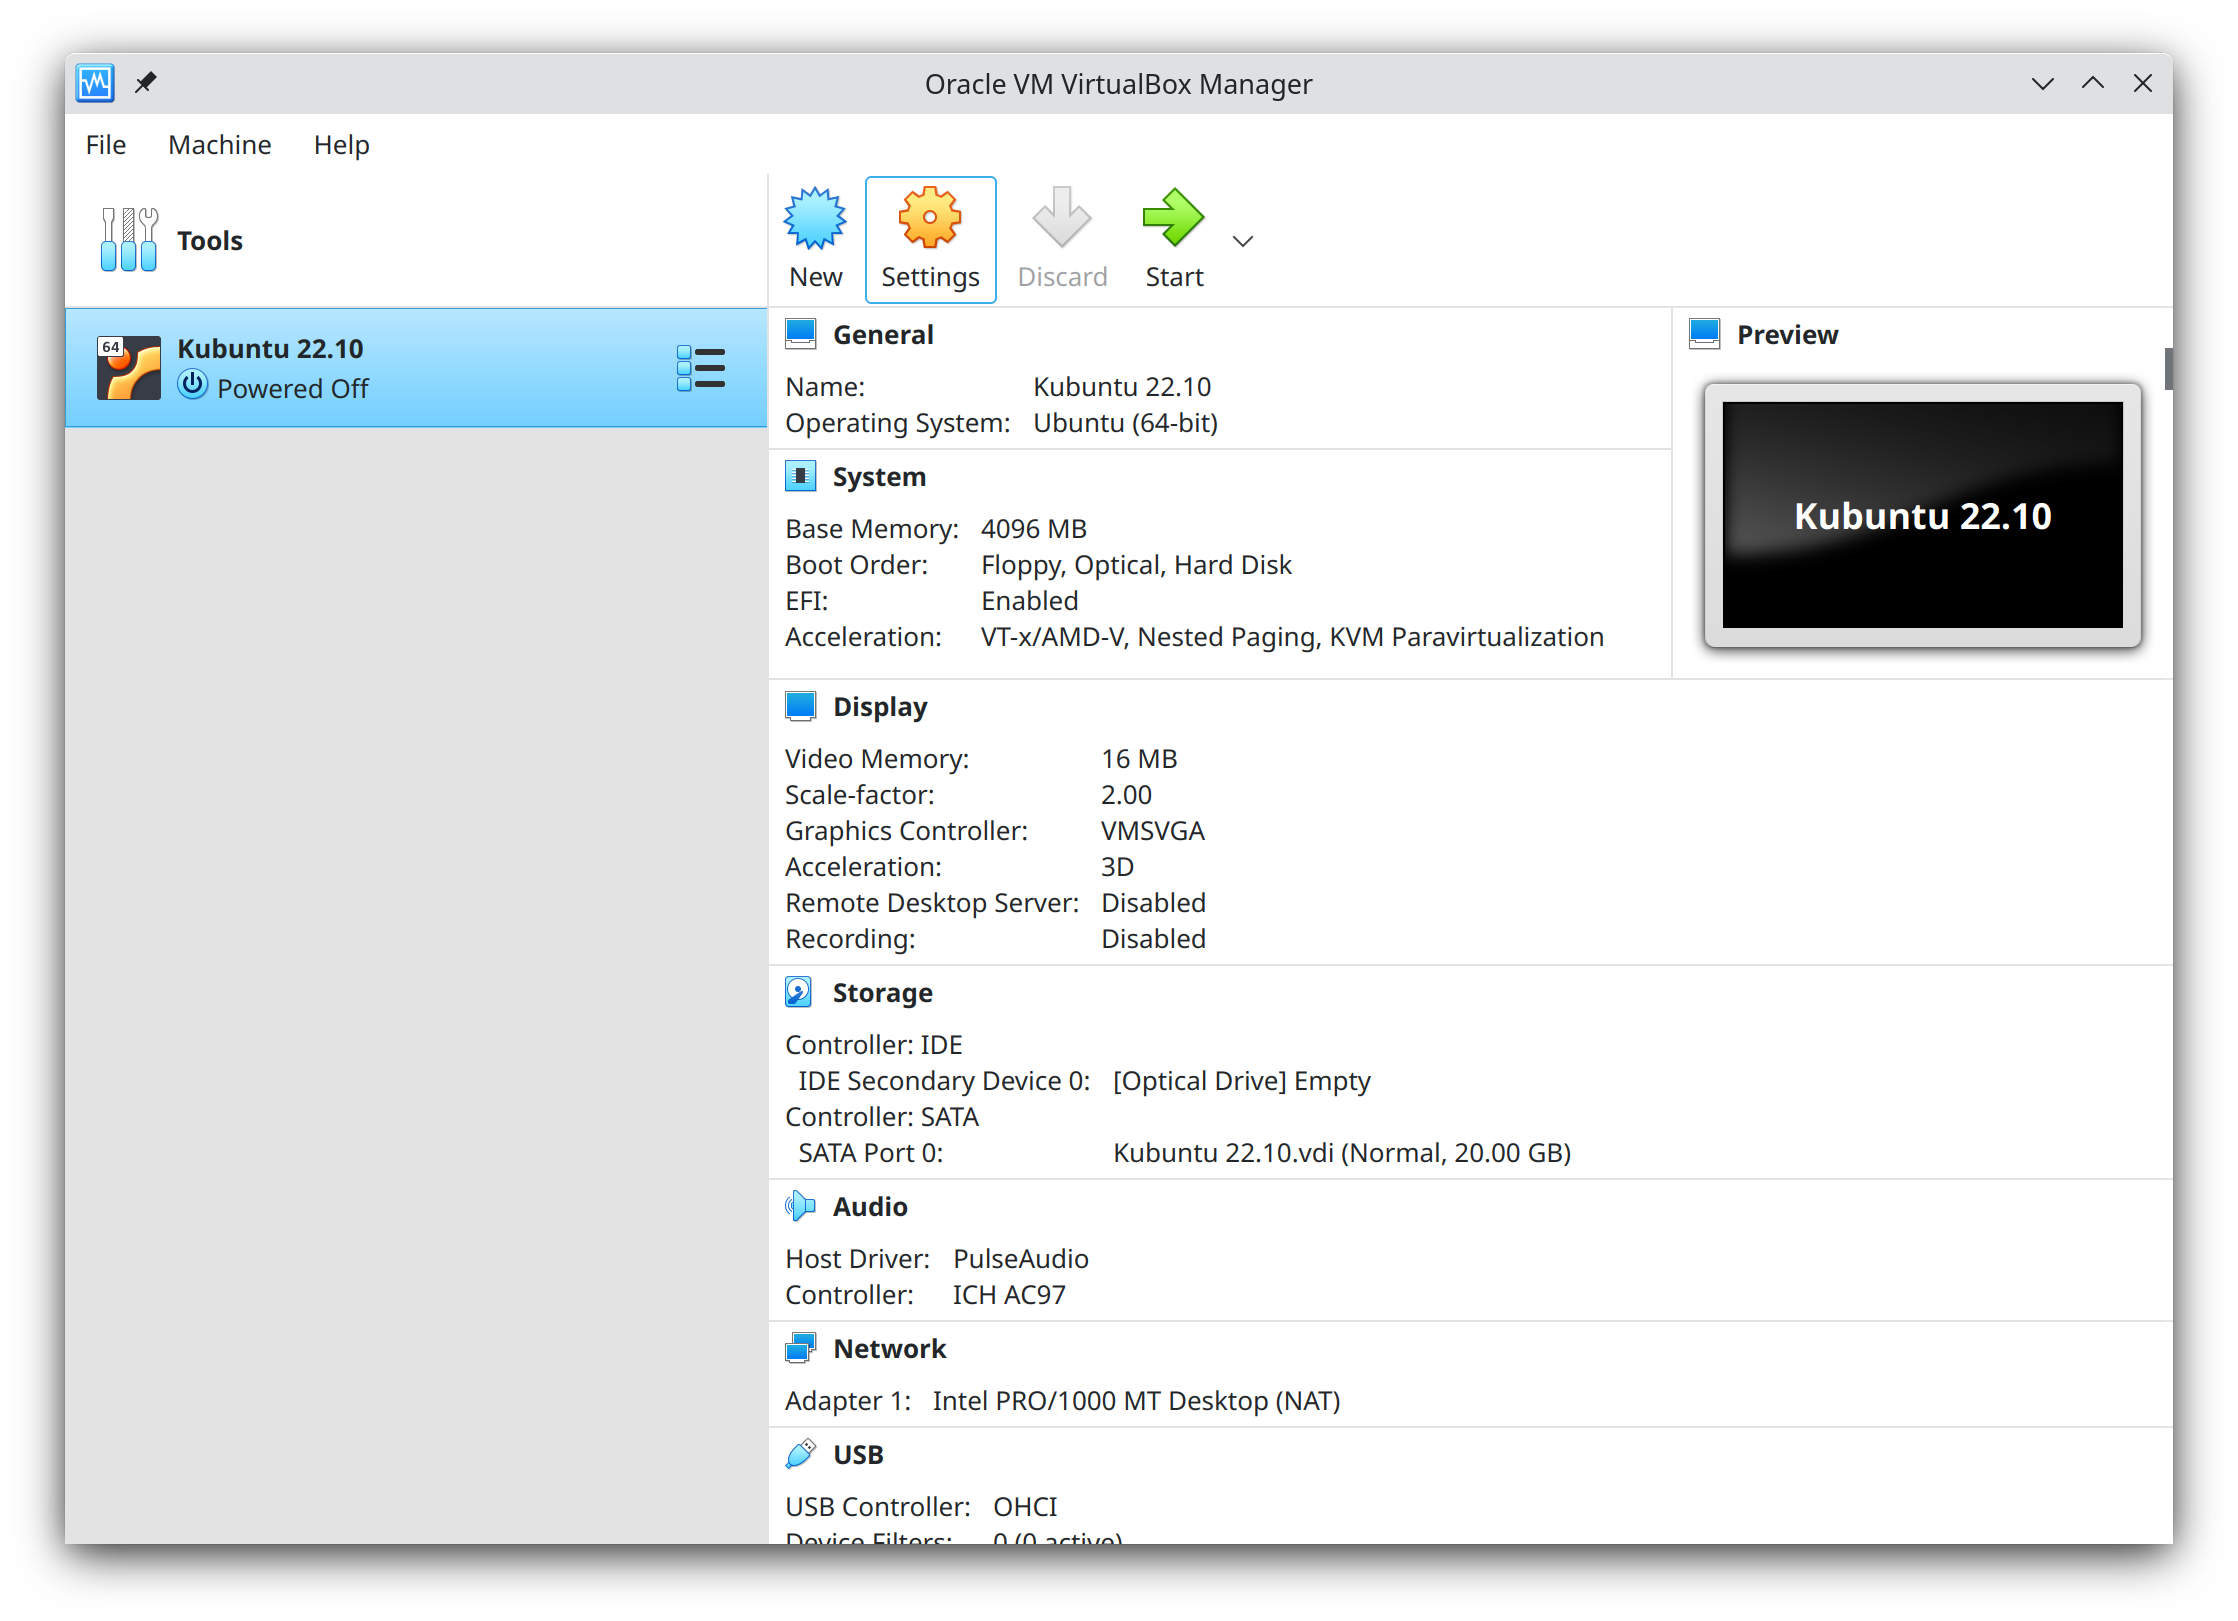 Oracle VM VirtualBox Manager
File Machine Help
Tools
New Settings Discard Start
64
Kubuntu 22.10
Powered Off
General
Name: Kubuntu 22.10
Operating System: Ubuntu (64-bit)
Preview
Kubuntu 22.10
System
Base Memory: 4096 MB
Boot Order: Floppy, Optical, Hard Disk
EFI: Enabled
Acceleration: VT-x/AMD-V, Nested Paging, KVM Paravirtualization
Display
Video Memory: 16 MB
Scale-factor: 2.00
Graphics Controller: VMSVGA
Acceleration: 3D
Remote Desktop Server: Disabled
Recording: Disabled
Storage
Controller: IDE
IDE Secondary Device 0: [Optical Drive] Empty
Controller: SATA
SATA Port 0: Kubuntu 22.10.vdi (Normal, 20.00 GB)
Audio
Host Driver: PulseAudio
Controller: ICH AC97
Network
Adapter 1: Intel PRO/1000 MT Desktop (NAT)
USB
USB Controller: OHCI
Device Filters: 0 (0 active)